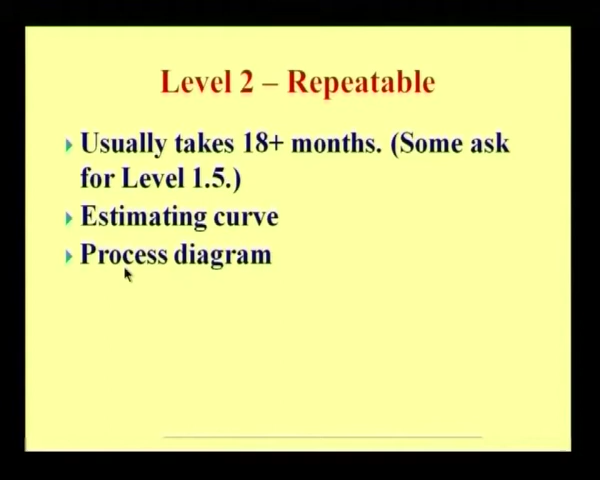 Level 2 – Repeatable
Usually takes 18+ months. (Some ask
for Level 1.5.)
Estimating curve
Process diagram